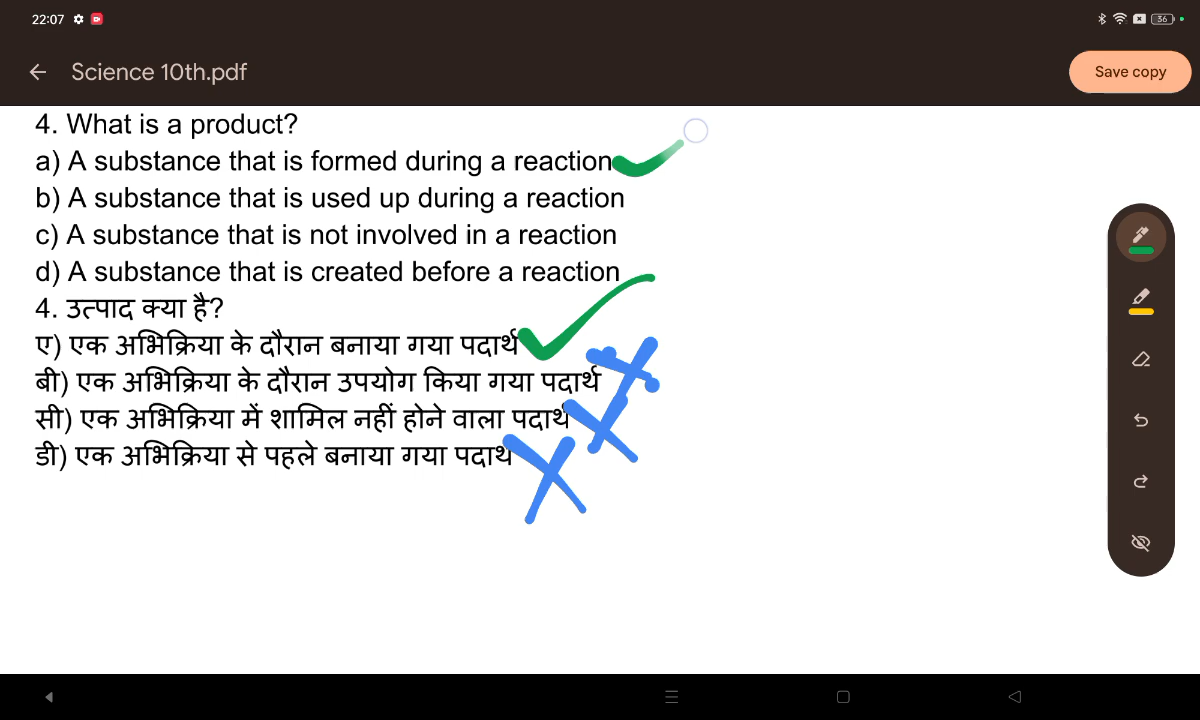 22:07
36
Science 10th.pdf
Save copy
4. What is a product?
a) A substance that is formed during a reaction
b) A substance that is used up during a reaction
c) A substance that is not involved in a reaction
d) A substance that is created before a reaction
4. उत्पाद क्या है?
ए) एक अभिक्रिया के दौरान बनाया गया पदार्थ
बी) एक अभिक्रिया के दौरान उपयोग किया गया पदार्थ
सी) एक अभिक्रिया में शामिल नहीं होने वाला पदार्थ
डी) एक अभिक्रिया से पहले बनाया गया पदार्थ